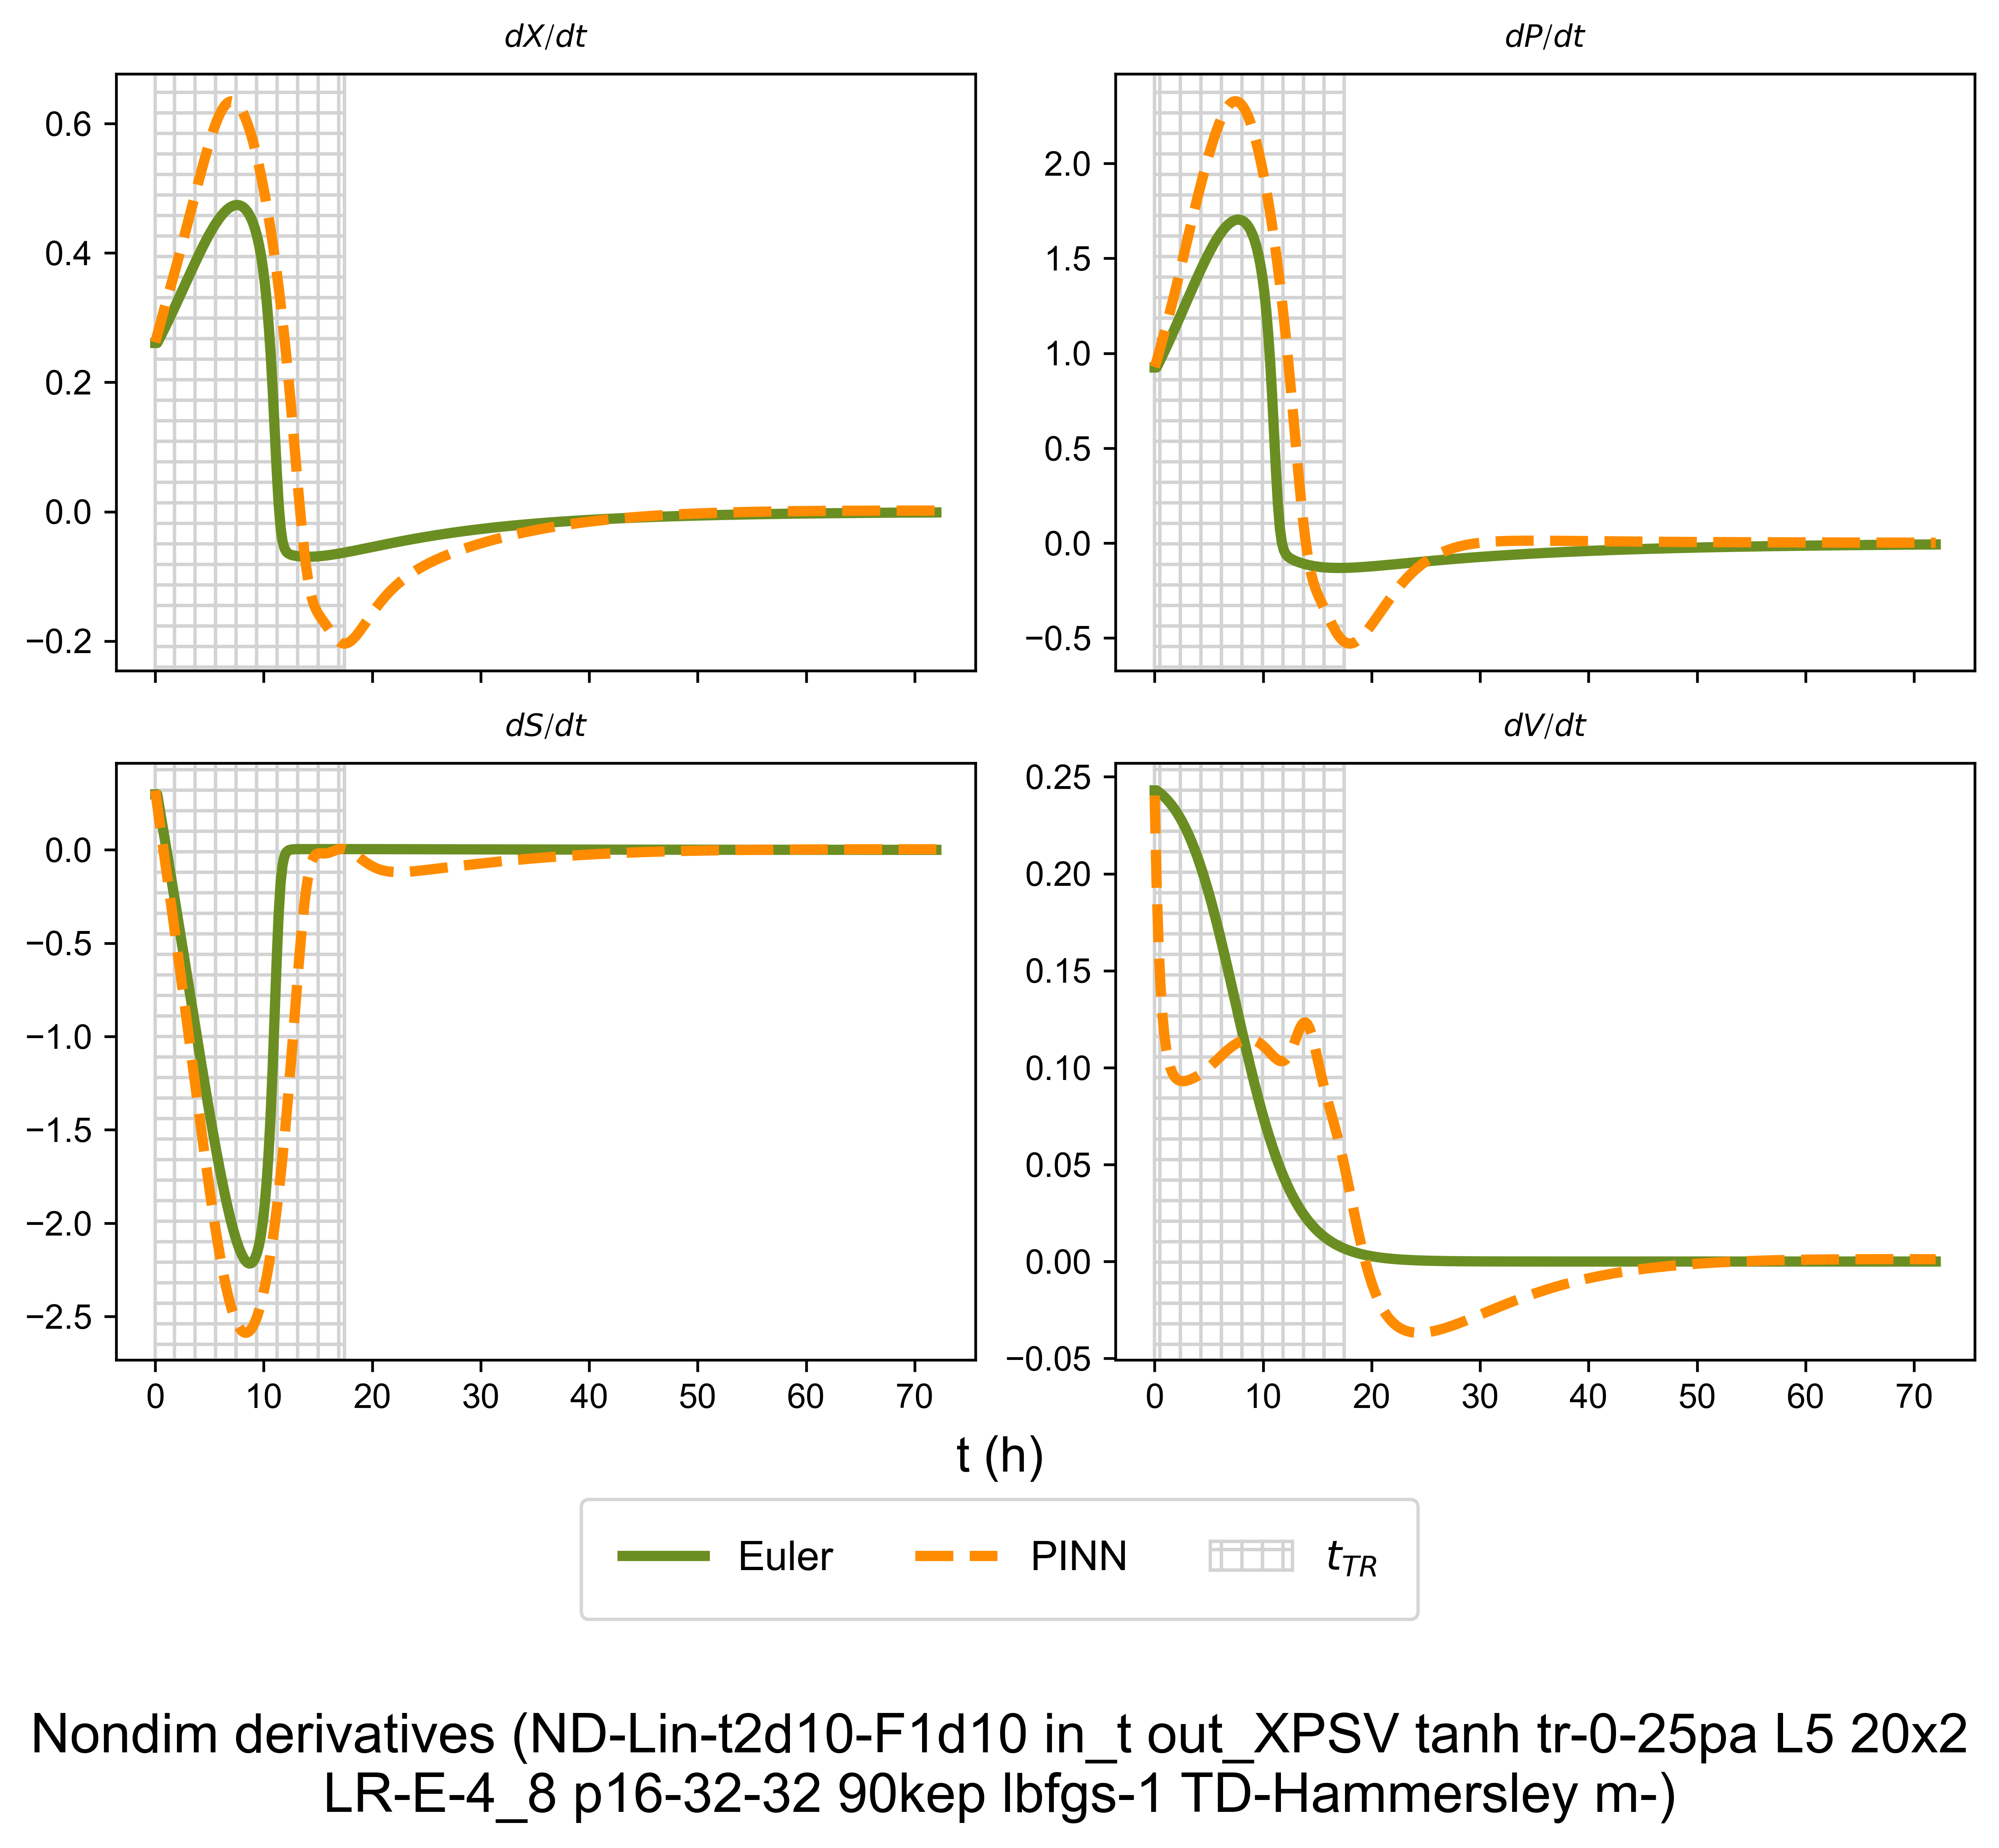 dX/dt
dP/dt
0.6
0.4
0.2
0.0
−0.2
2.0
1.5
1.0
0.5
0.0
−0.5
dS/dt
dV/dt
0.0
−0.5
−1.0
−1.5
−2.0
−2.5
0 10 20 30 40 50 60 70
0.25
0.20
0.15
0.10
0.05
0.00
−0.05
0 10 20 30 40 50 60 70
t (h)
Euler PINN t_TR
Nondim derivatives (ND-Lin-t2d10-F1d10 in_t out_XPSV tanh tr-0-25pa L5 20x2
LR-E-4_8 p16-32-32 90kep lbfgs-1 TD-Hammersley m-)